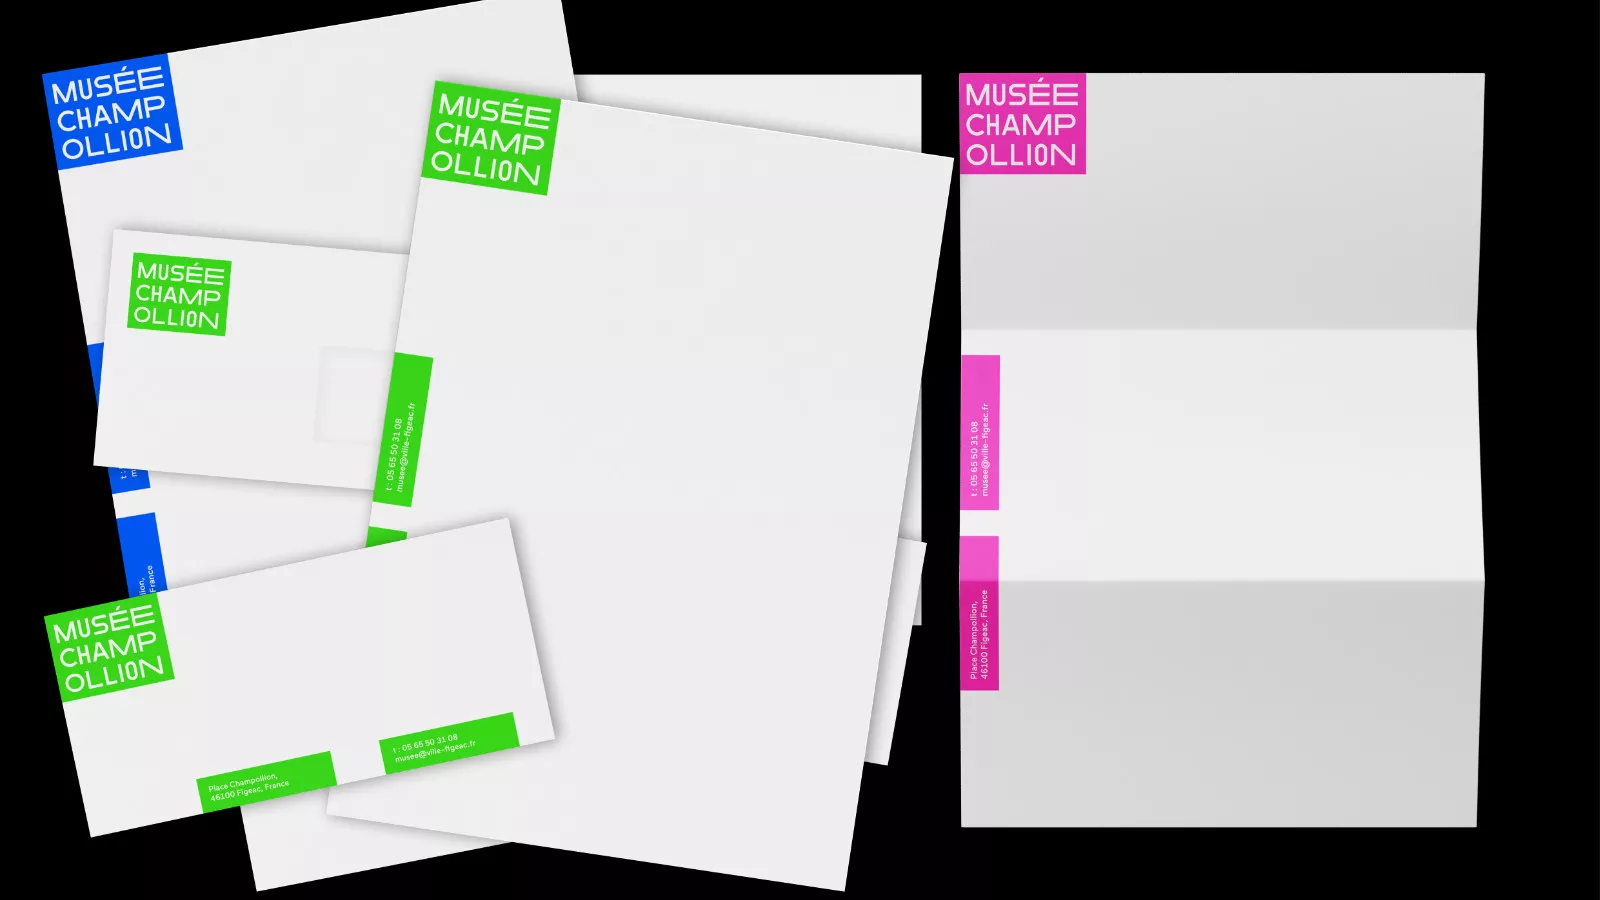 MUSÉE
CHAMP
OLLION
MUSÉE
CHAMP
OLLION
t : 05 65 50 31 08
musee@ville-figeac.fr
MUSÉE
CHAMP
OLLION
t : 05 65 50 31 08
musee@ville-figeac.fr
Place Champollion,
46100 Figeac, France
MUSÉE
CHAMP
OLLION
France
MUSÉE
CHAMP
OLLION
Place Champollion,
46100 Figeac, France
t : 05 65 50 31 08
musee@ville-figeac.fr